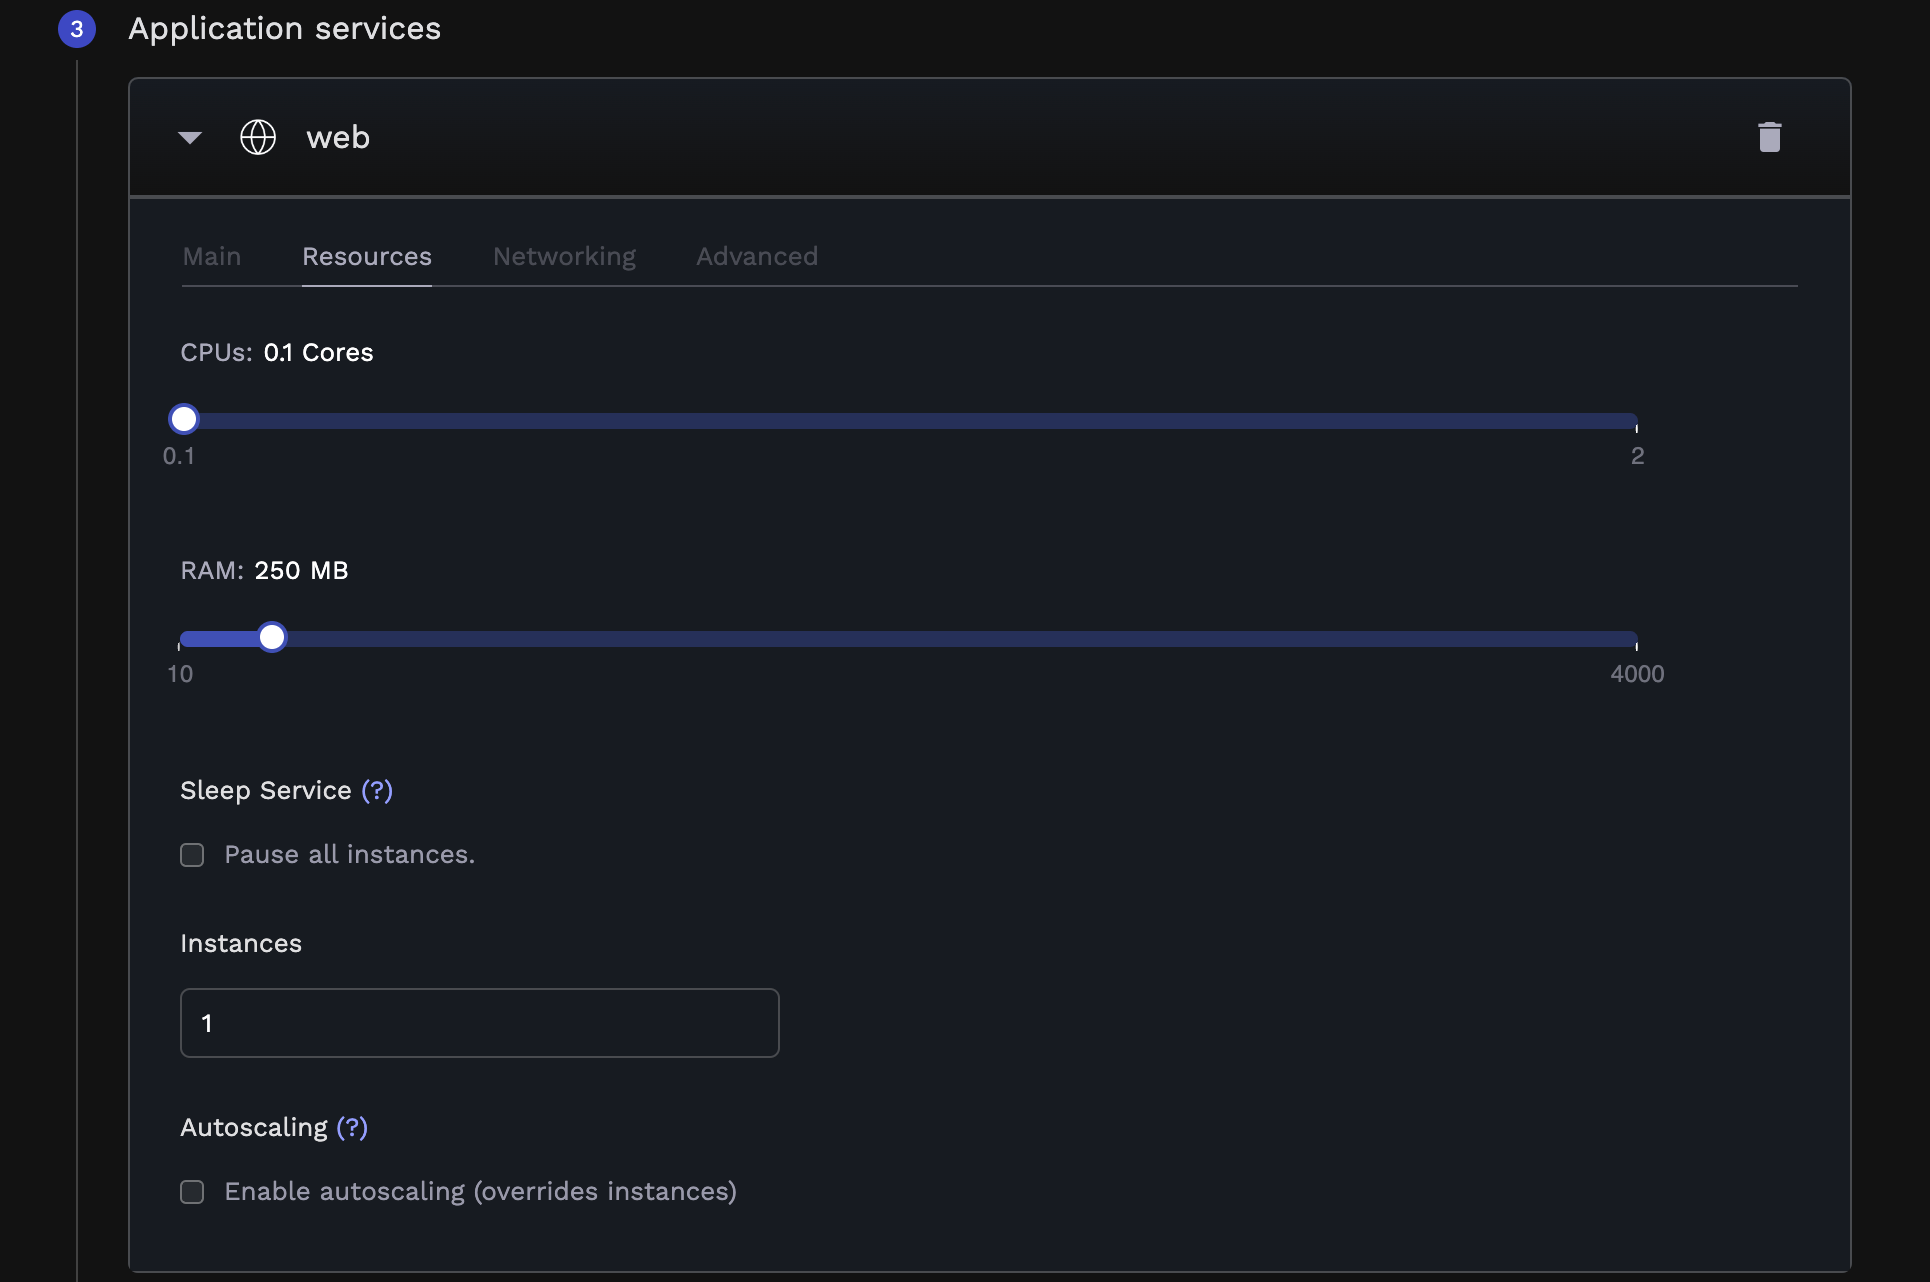 3 Application services
web
Main Resources Networking Advanced
CPUs: 0.1 Cores
0.1 2
RAM: 250 MB
10 4000
Sleep Service (?)
Pause all instances.
Instances
1
Autoscaling (?)
Enable autoscaling (overrides instances)